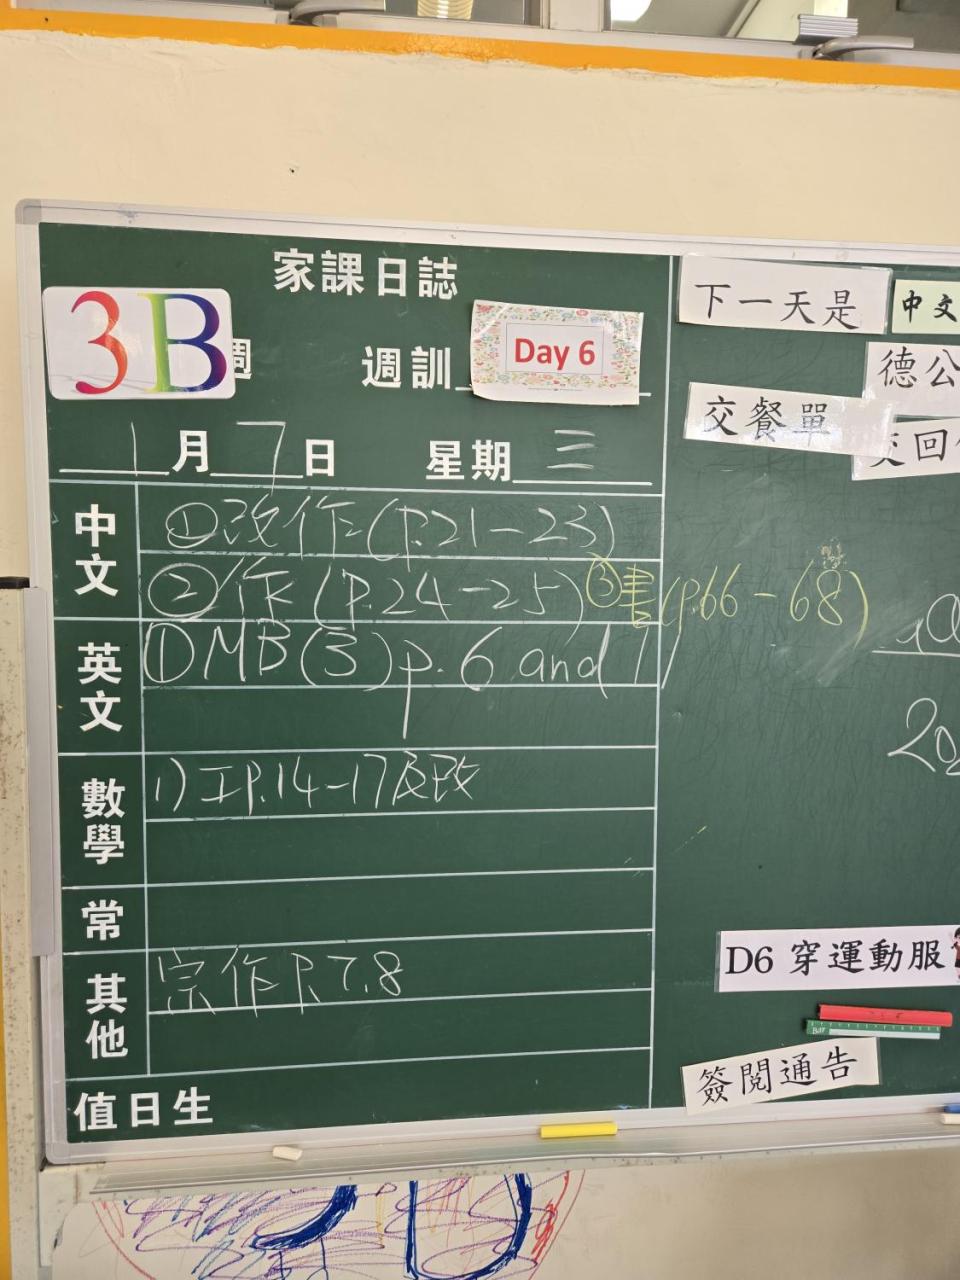 家課日誌
3B 週 週訓 Day 6
1月7日 星期三
中文 ①改作(P.21-23)
②作(P.24-25) ③書(p.66-68)
英文 ①MB(3) p.6 and 11
數學 1)工P.14-17及改
常
其他 宗作P.7,8
值日生
下一天是
中文
德公
交餐單
交回
D6 穿運動服
簽閱通告